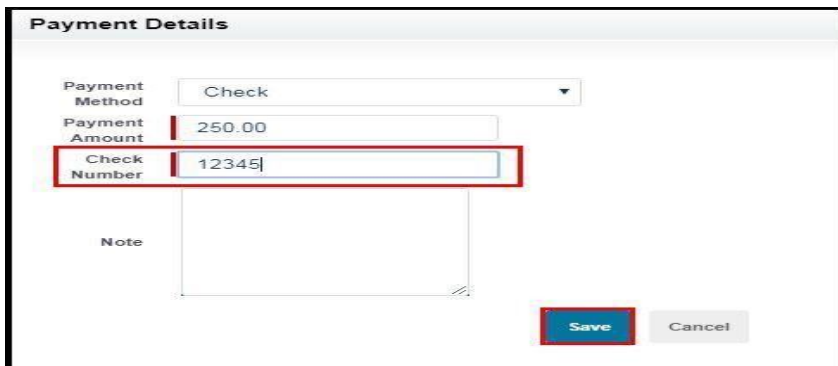 Payment Details
Payment
Method
Check
Payment
Amount
250.00
Check
Number
12345
Note
Save
Cancel